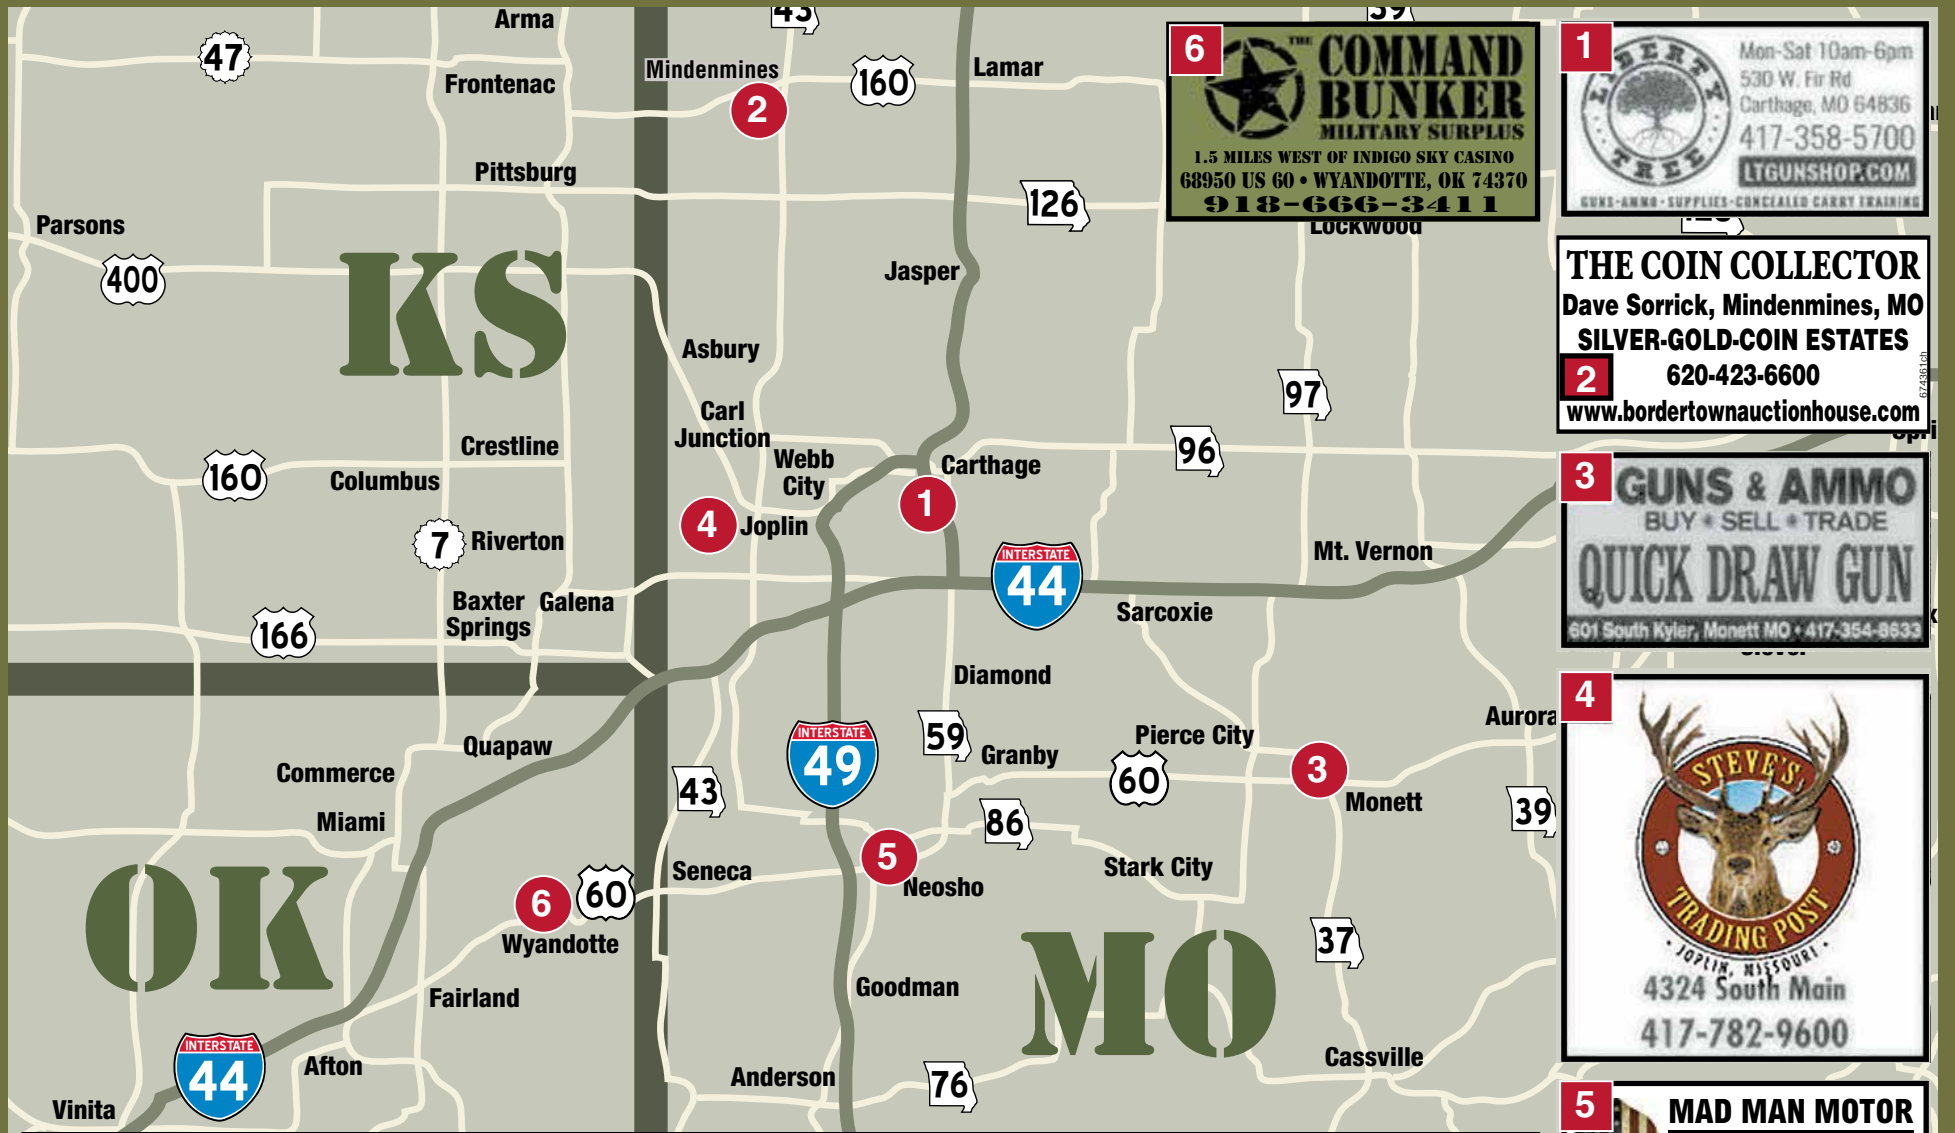 Arma
43
39
47
Frontenac
Mindenmines
2
160
Lamar
Pittsburg
126
Parsons
400
Lockwood
KS
Jasper
Asbury
97
Carl
Junction
Crestline
160
Columbus
Webb
City
Carthage
96
1
4
Joplin
7
Riverton
INTERSTATE
44
Mt. Vernon
Baxter
Springs
Galena
166
Sarcoxie
Diamond
Quapaw
Commerce
INTERSTATE
49
59
Granby
Pierce City
60
3
Aurora
43
Monett
39
Miami
86
5
Seneca
Neosho
Stark City
OK
6
60
Wyandotte
MO
37
Fairland
Goodman
INTERSTATE
44
Afton
Anderson
76
Cassville
Vinita
6
THE COMMAND
BUNKER
MILITARY SURPLUS
1.5 MILES WEST OF INDIGO SKY CASINO
68950 US 60 • WYANDOTTE, OK 74370
918-666-3411
1
LIBERTY
TREE
Mon-Sat 10am-6pm
530 W. Fir Rd
Carthage, MO 64836
417-358-5700
LTGUNSHOP.COM
GUNS-AMMO-SUPPLIES-CONCEALED CARRY TRAINING
THE COIN COLLECTOR
Dave Sorrick, Mindenmines, MO
SILVER-GOLD-COIN ESTATES
2
620-423-6600
www.bordertownauctionhouse.com
674361ch
3
GUNS & AMMO
BUY • SELL • TRADE
QUICK DRAW GUN
601 South Kyler, Monett MO • 417-354-8633
4
STEVE'S
TRADING POST
• JOPLIN, MISSOURI •
4324 South Main
417-782-9600
5
MAD MAN MOTOR